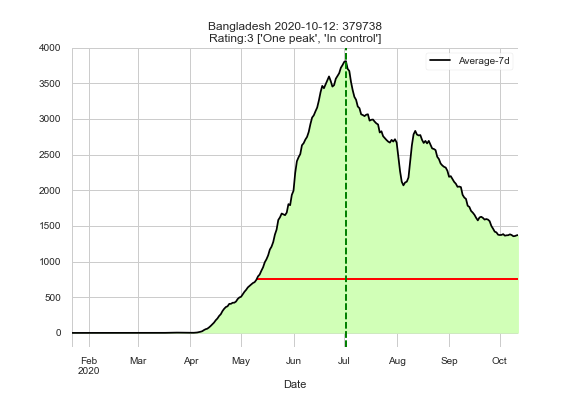 Bangladesh 2020-10-12: 379738
Rating:3 ['One peak', 'In control']
Average-7d
4000
3500
3000
2500
2000
1500
1000
500
0
Feb
2020
Mar
Apr
May
Jun
Jul
Aug
Sep
Oct
Date